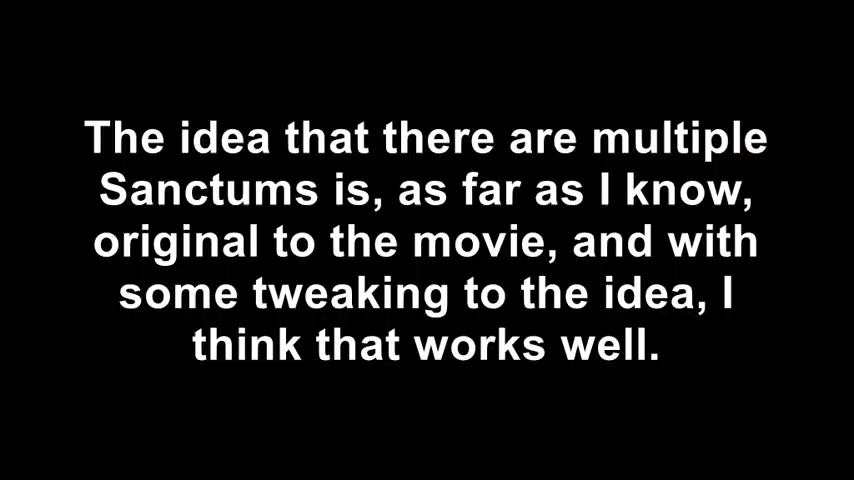 The idea that there are multiple
Sanctums is, as far as I know,
original to the movie, and with
some tweaking to the idea, I
think that works well.